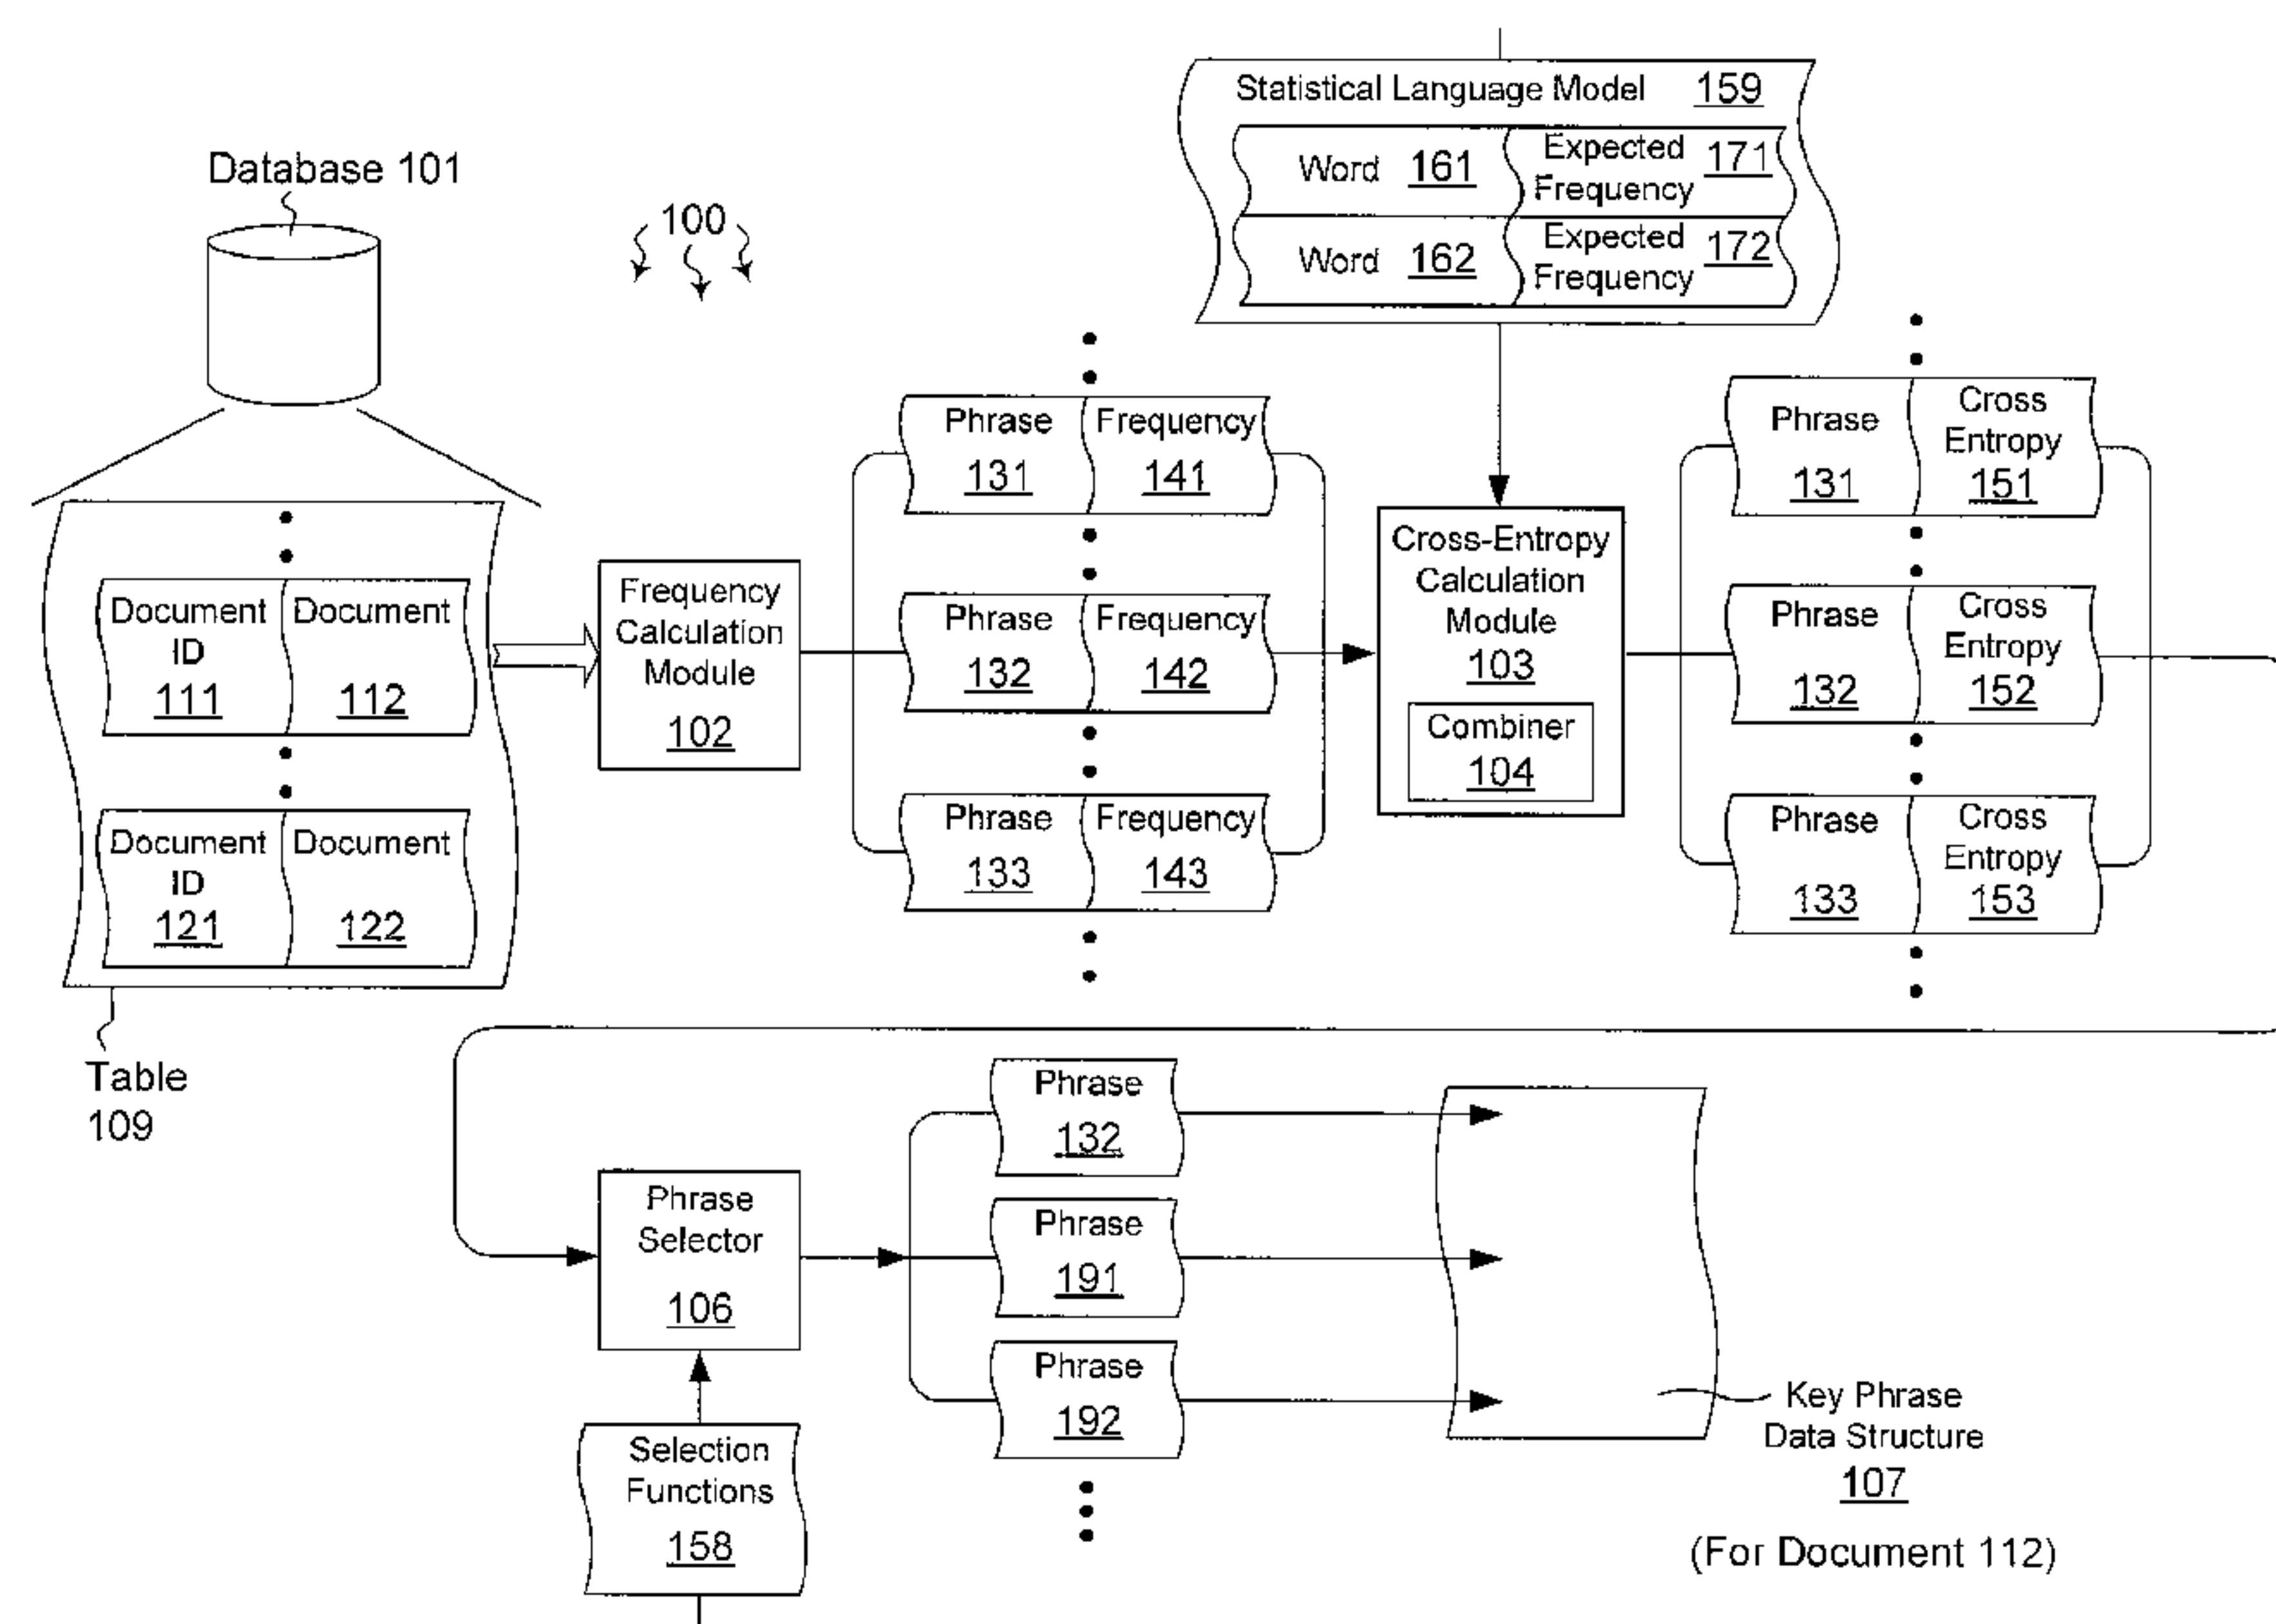 Statistical Language Model 159
Word 161
Expected
Frequency 171
Word 162
Expected
Frequency 172
Database 101
100
Document
ID
111
Document
112
Document
ID
121
Document
122
Table
109
Frequency
Calculation
Module
102
Phrase
131
Frequency
141
Phrase
132
Frequency
142
Phrase
133
Frequency
143
Cross-Entropy
Calculation
Module
103
Combiner
104
Phrase
131
Cross
Entropy
151
Phrase
132
Cross
Entropy
152
Phrase
133
Cross
Entropy
153
Phrase
Selector
106
Selection
Functions
158
Phrase
132
Phrase
191
Phrase
192
Key Phrase
Data Structure
107
(For Document 112)